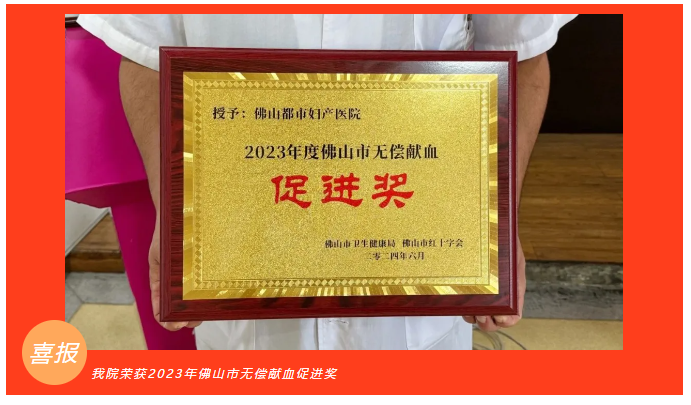 授予：佛山都市妇产医院
2023年度佛山市无偿献血
促进奖
佛山市卫生健康局 佛山市红十字会
二零二四年六月
喜报
我院荣获2023年佛山市无偿献血促进奖